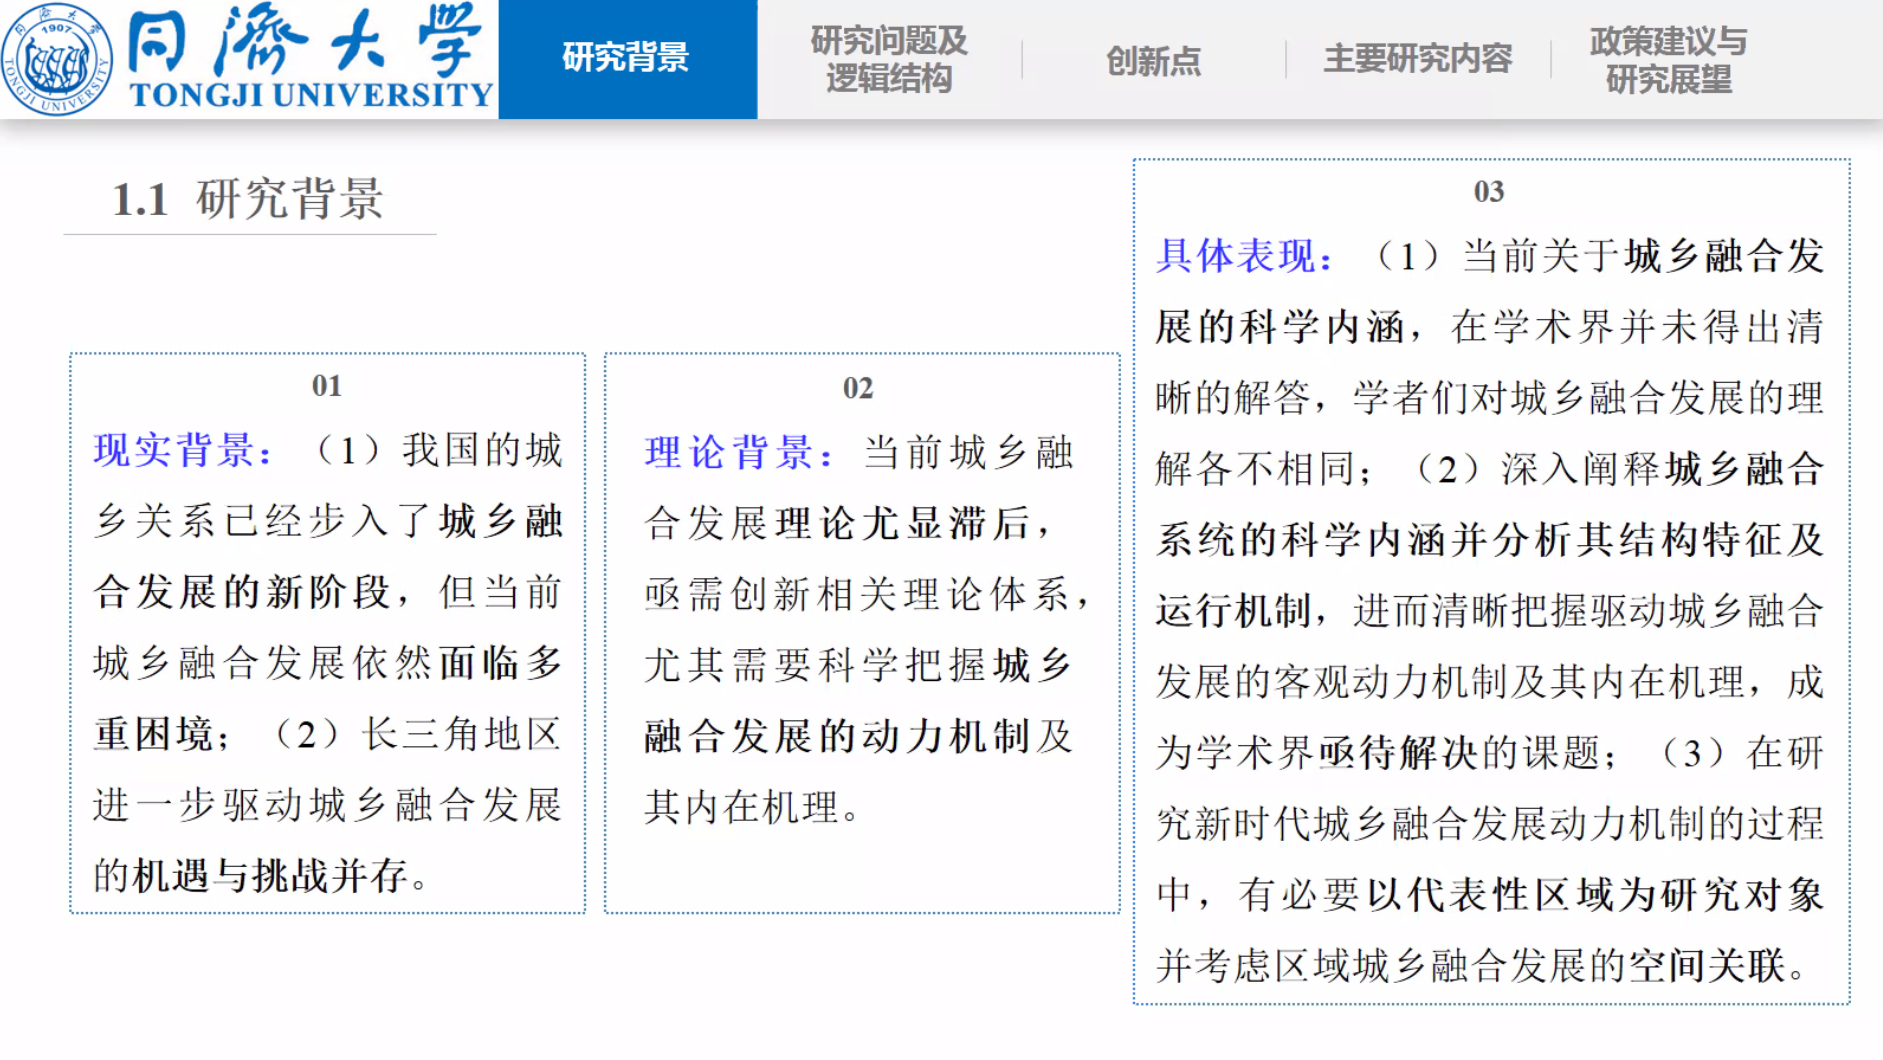 同濟大学
TONGJI UNIVERSITY
1907
TONGJI UNIVERSITY
研究背景
研究问题及
逻辑结构
创新点
主要研究内容
政策建议与
研究展望
1.1 研究背景
01
现实背景：（1）我国的城
乡关系已经步入了城乡融
合发展的新阶段，但当前
城乡融合发展依然面临多
重困境；（2）长三角地区
进一步驱动城乡融合发展
的机遇与挑战并存。
02
理论背景：当前城乡融
合发展理论尤显滞后，
亟需创新相关理论体系，
尤其需要科学把握城乡
融合发展的动力机制及
其内在机理。
03
具体表现：（1）当前关于城乡融合发
展的科学内涵，在学术界并未得出清
晰的解答，学者们对城乡融合发展的理
解各不相同；（2）深入阐释城乡融合
系统的科学内涵并分析其结构特征及
运行机制，进而清晰把握驱动城乡融合
发展的客观动力机制及其内在机理，成
为学术界亟待解决的课题；（3）在研
究新时代城乡融合发展动力机制的过程
中，有必要以代表性区域为研究对象
并考虑区域城乡融合发展的空间关联。